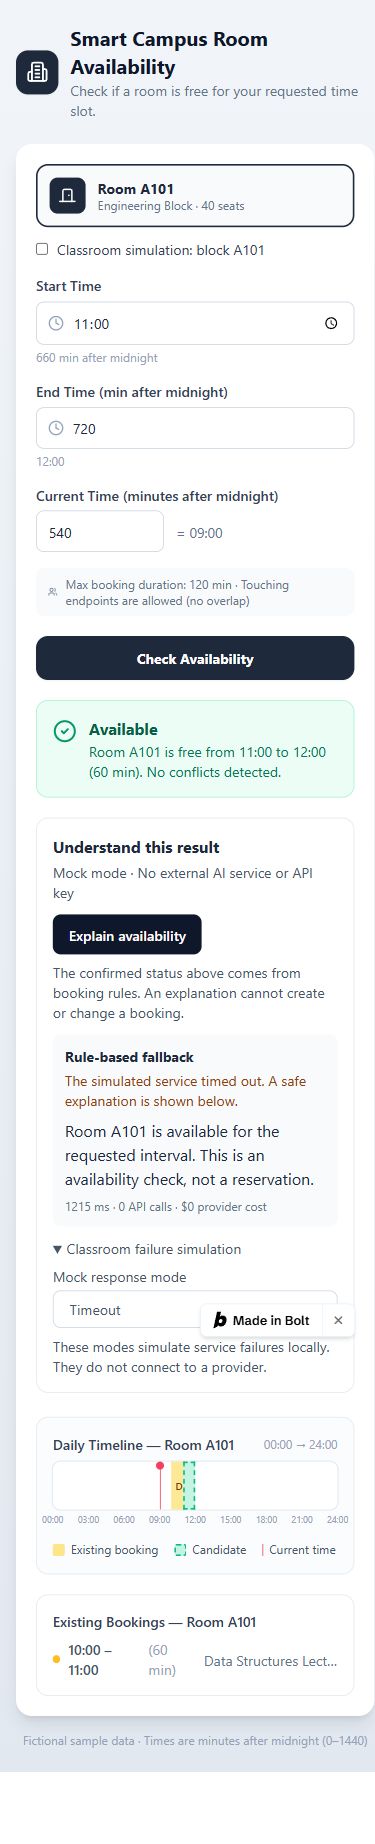 Smart Campus Room
Availability
Check if a room is free for your requested time
slot.
Room A101
Engineering Block · 40 seats
Classroom simulation: block A101
Start Time
11:00
660 min after midnight
End Time (min after midnight)
720
12:00
Current Time (minutes after midnight)
540
= 09:00
Max booking duration: 120 min · Touching
endpoints are allowed (no overlap)
Check Availability
Available
Room A101 is free from 11:00 to 12:00
(60 min). No conflicts detected.
Understand this result
Mock mode · No external AI service or API
key
Explain availability
The confirmed status above comes from
booking rules. An explanation cannot create
or change a booking.
Rule-based fallback
The simulated service timed out. A safe
explanation is shown below.
Room A101 is available for the
requested interval. This is an
availability check, not a reservation.
1215 ms · 0 API calls · $0 provider cost
▼ Classroom failure simulation
Mock response mode
Timeout
b Made in Bolt ✕
These modes simulate service failures locally.
They do not connect to a provider.
Daily Timeline — Room A101
00:00 → 24:00
D
00:00 03:00 06:00 09:00 12:00 15:00 18:00 21:00 24:00
Existing booking Candidate Current time
Existing Bookings — Room A101
10:00 –
11:00
(60
min)
Data Structures Lect...
Fictional sample data · Times are minutes after midnight (0–1440)